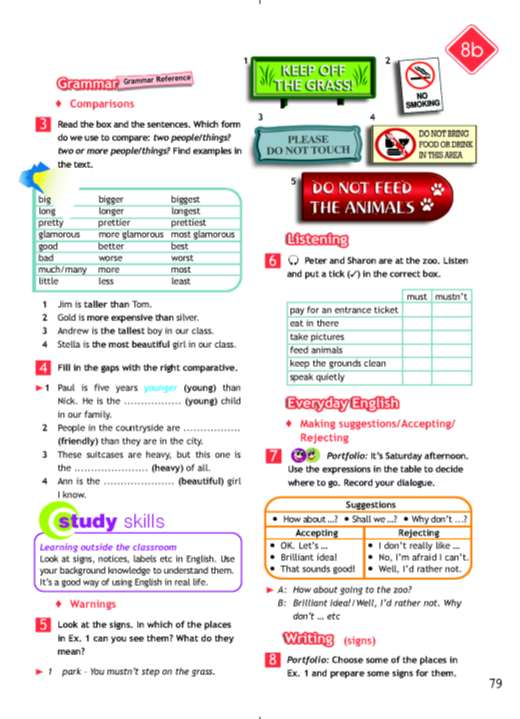 8b
Grammar Grammar Reference
♦ Comparisons
3 Read the box and the sentences. Which form
do we use to compare: two people/things?
two or more people/things? Find examples in
the text.
big bigger biggest
long longer longest
pretty prettier prettiest
glamorous more glamorous most glamorous
good better best
bad worse worst
much/many more most
little less least
1 Jim is taller than Tom.
2 Gold is more expensive than silver.
3 Andrew is the tallest boy in our class.
4 Stella is the most beautiful girl in our class.
4 Fill in the gaps with the right comparative.
►1 Paul is five years younger (young) than
Nick. He is the ................. (young) child
in our family.
2 People in the countryside are .................
(friendly) than they are in the city.
3 These suitcases are heavy, but this one is
the ...................... (heavy) of all.
4 Ann is the ..................... (beautiful) girl
I know.
study skills
Learning outside the classroom
Look at signs, notices, labels etc in English. Use
your background knowledge to understand them.
It's a good way of using English in real life.
♦ Warnings
5 Look at the signs. In which of the places
in Ex. 1 can you see them? What do they
mean?
► 1 park – You mustn't step on the grass.
1
KEEP OFF
THE GRASS!
2
NO
SMOKING
3
PLEASE
DO NOT TOUCH
4
DO NOT BRING
FOOD OR DRINK
IN THIS AREA
5
DO NOT FEED
THE ANIMALS
Listening
6 Peter and Sharon are at the zoo. Listen
and put a tick (✓) in the correct box.
must mustn't
pay for an entrance ticket
eat in there
take pictures
feed animals
keep the grounds clean
speak quietly
Everyday English
♦ Making suggestions/Accepting/
Rejecting
7 Portfolio: It's Saturday afternoon.
Use the expressions in the table to decide
where to go. Record your dialogue.
Suggestions
• How about ...? • Shall we ...? • Why don't ...?
Accepting Rejecting
• OK. Let's ... • I don't really like ...
• Brilliant idea! • No, I'm afraid I can't.
• That sounds good! • Well, I'd rather not.
► A: How about going to the zoo?
B: Brilliant idea!/Well, I'd rather not. Why
don't ... etc
Writing (signs)
8 Portfolio: Choose some of the places in
Ex. 1 and prepare some signs for them.
79